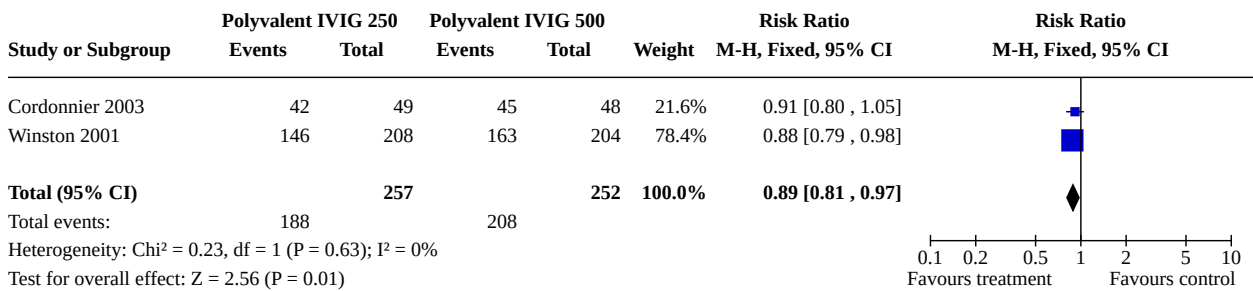 Polyvalent IVIG 250 Polyvalent IVIG 500 Risk Ratio Risk Ratio
Study or Subgroup Events Total Events Total Weight M-H, Fixed, 95% CI M-H, Fixed, 95% CI
Cordonnier 2003 42 49 45 48 21.6% 0.91 [0.80 , 1.05]
Winston 2001 146 208 163 204 78.4% 0.88 [0.79 , 0.98]
Total (95% CI) 257 252 100.0% 0.89 [0.81 , 0.97]
Total events: 188 208
Heterogeneity: Chi² = 0.23, df = 1 (P = 0.63); I² = 0%
0.1 0.2 0.5 1 2 5 10
Test for overall effect: Z = 2.56 (P = 0.01) Favours treatment Favours control